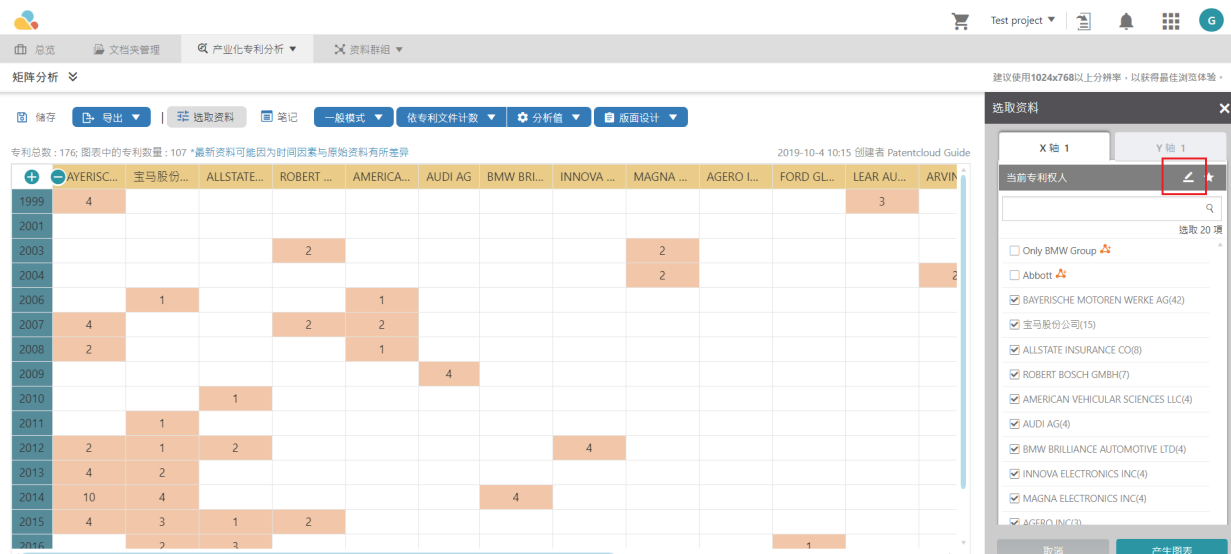 Test project ▼
G
总览 文档夹管理 产业化专利分析 ▼ 资料群组 ▼
矩阵分析
建议使用1024x768以上分辨率，以获得最佳浏览体验。
储存 导出 ▼ | 选取资料 笔记 一般模式 ▼ 依专利文件计数 ▼ 分析值 ▼ 版面设计 ▼
专利总数 : 176; 图表中的专利数量 : 107 *最新资料可能因为时间因素与原始资料有所差异
2019-10-4 10:15 创建者 Patentcloud Guide
AYERISC... 宝马股份... ALLSTATE... ROBERT ... AMERICA... AUDI AG BMW BRI... INNOVA ... MAGNA ... AGERO I... FORD GL... LEAR AU... ARVIN
1999 4 3
2001
2003 2 2
2004 2 2
2006 1 1
2007 4 2 2
2008 2 1
2009 4
2010 1
2011 1
2012 2 1 2 4
2013 4 2
2014 10 4 4
2015 4 3 1 2
2016 2 3 1
选取资料
X 轴 1 Y 轴 1
当前专利权人
选取 20 項
Only BMW Group
Abbott
BAYERISCHE MOTOREN WERKE AG(42)
宝马股份公司(15)
ALLSTATE INSURANCE CO(8)
ROBERT BOSCH GMBH(7)
AMERICAN VEHICULAR SCIENCES LLC(4)
AUDI AG(4)
BMW BRILLIANCE AUTOMOTIVE LTD(4)
INNOVA ELECTRONICS INC(4)
MAGNA ELECTRONICS INC(4)
AGERO INC(3)
取消 产生图表